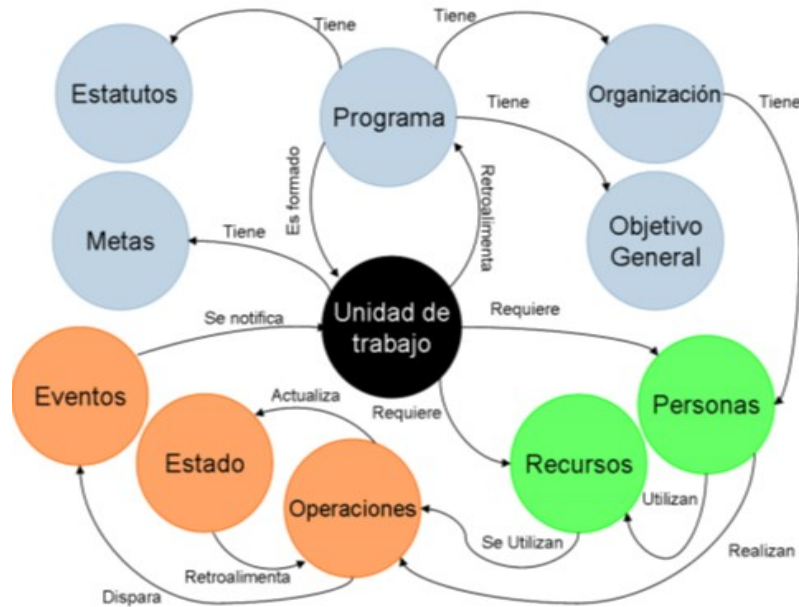 Tiene
Tiene
Estatutos
Programa
Organización
Tiene
Tiene
Es formado
Retroalimenta
Metas
Tiene
Objetivo
General
Unidad de
trabajo
Se notifica
Requiere
Eventos
Actualiza
Requiere
Personas
Estado
Recursos
Operaciones
Utilizan
Se Utilizan
Realizan
Retroalimenta
Dispara